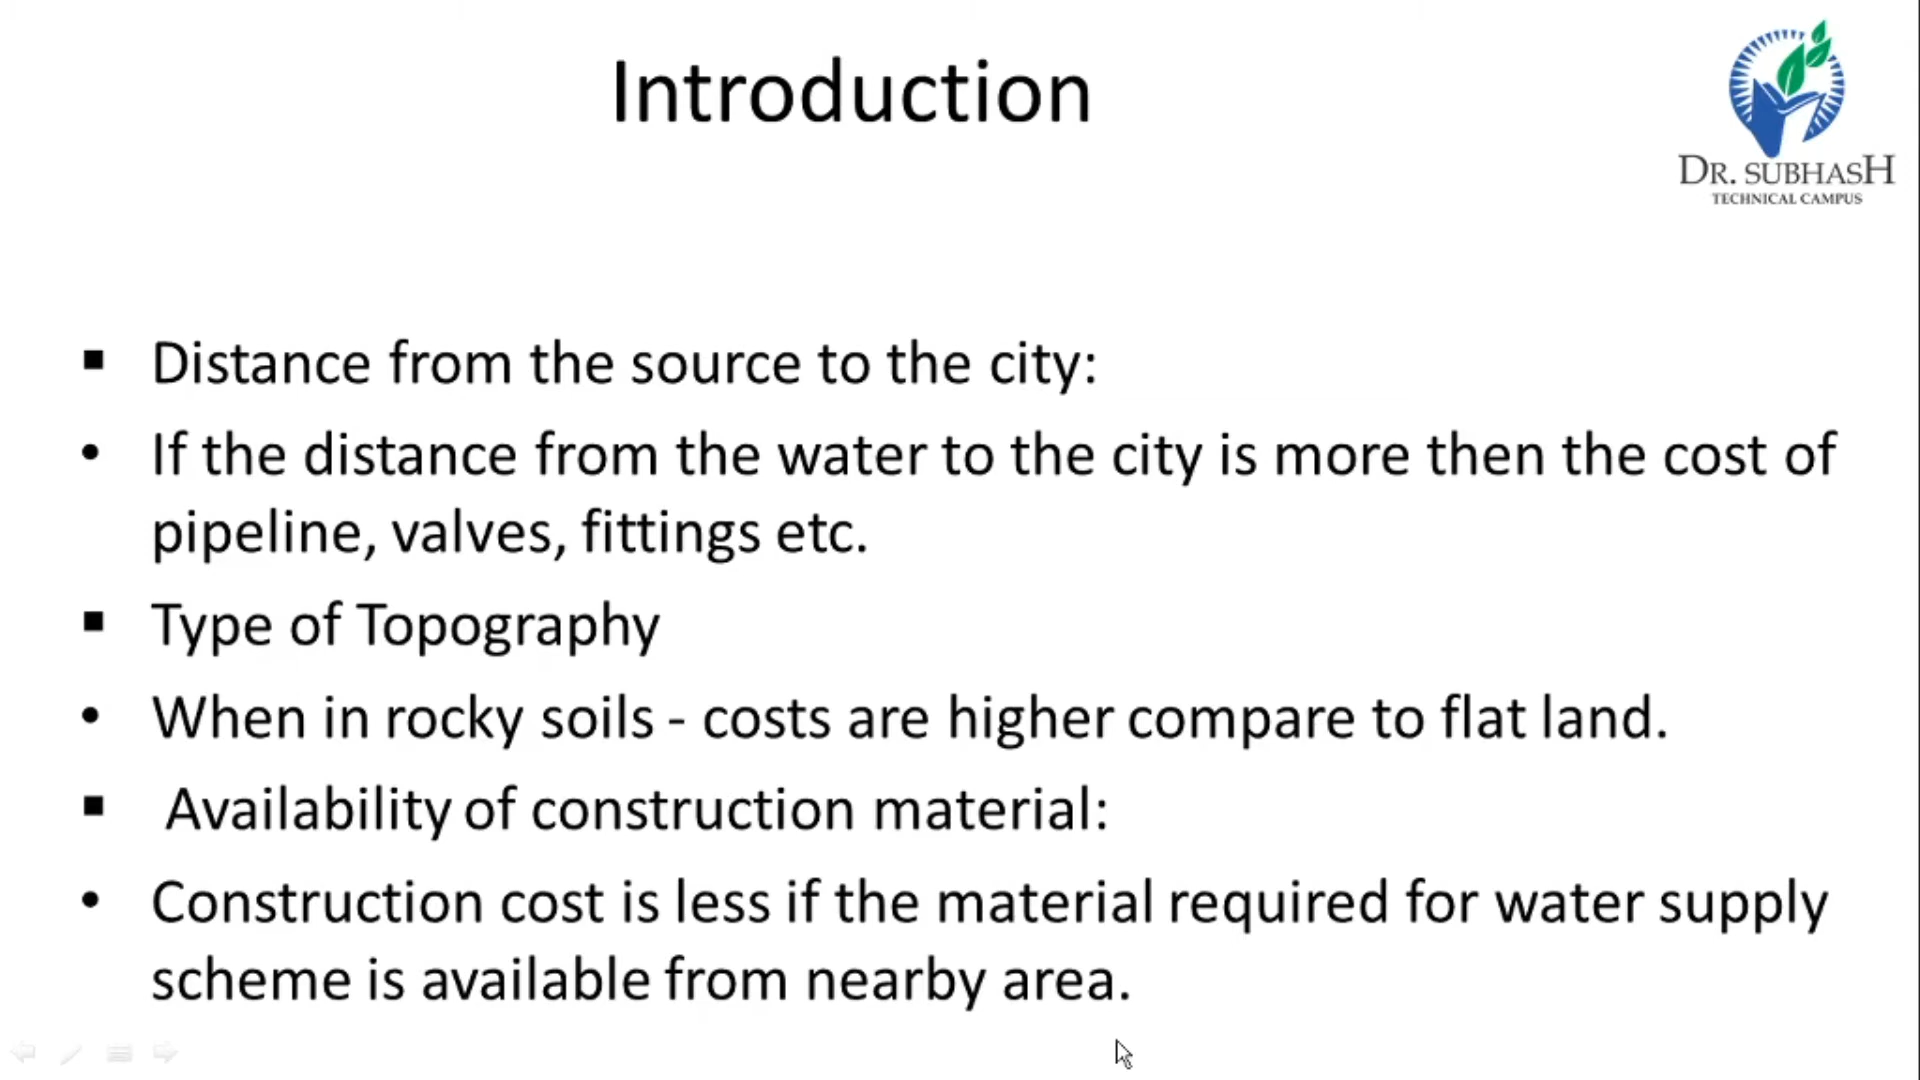 Introduction
DR. SUBHASH
TECHNICAL CAMPUS
▪ Distance from the source to the city:
• If the distance from the water to the city is more then the cost of
pipeline, valves, fittings etc.
▪ Type of Topography
• When in rocky soils - costs are higher compare to flat land.
▪ Availability of construction material:
• Construction cost is less if the material required for water supply
scheme is available from nearby area.